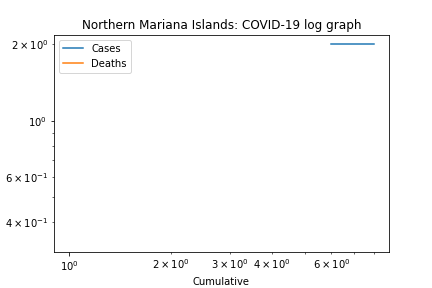 Northern Mariana Islands: COVID-19 log graph
2 × 10⁰
Cases
Deaths
10⁰
6 × 10⁻¹
4 × 10⁻¹
10⁰ 2 × 10⁰ 3 × 10⁰ 4 × 10⁰ 6 × 10⁰
Cumulative